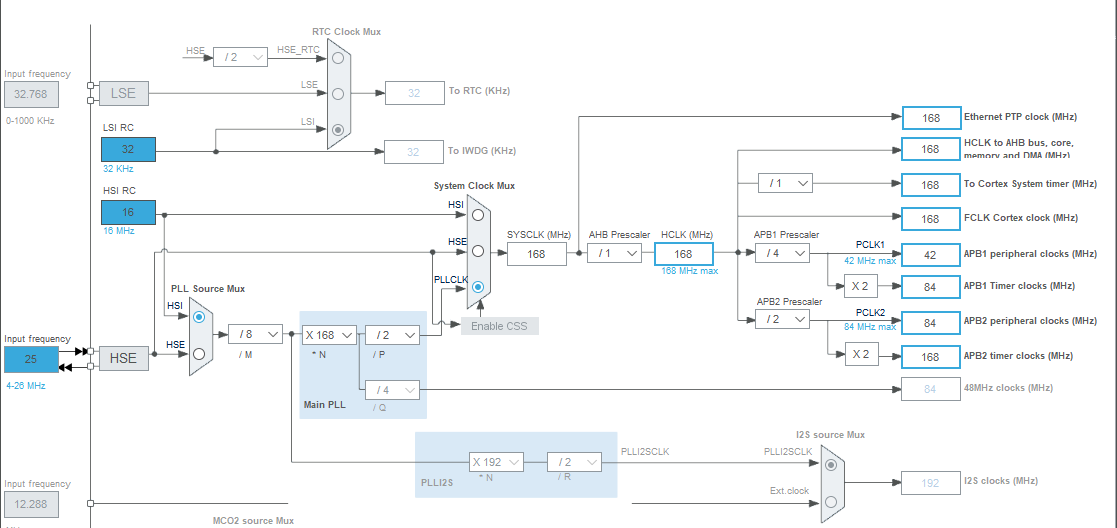 RTC Clock Mux
HSE
/ 2
HSE_RTC
Input frequency
32.768
LSE
LSE
32
To RTC (KHz)
0-1000 KHz
LSI RC
LSI
Ethernet PTP clock (MHz)
168
32
32
To IWDG (KHz)
HCLK to AHB bus, core,
memory and DMA (MHz)
168
32 KHz
HSI RC
System Clock Mux
/ 1
168
To Cortex System timer (MHz)
16
HSI
168
FCLK Cortex clock (MHz)
16 MHz
SYSCLK (MHz)
AHB Prescaler
HCLK (MHz)
APB1 Prescaler
HSE
168
/ 1
168
/ 4
PCLK1
42
APB1 peripheral clocks (MHz)
168 MHz max
42 MHz max
PLLCLK
X 2
84
APB1 Timer clocks (MHz)
PLL Source Mux
HSI
APB2 Prescaler
PCLK2
/ 2
84 MHz max
84
APB2 peripheral clocks (MHz)
Enable CSS
Input frequency
25
HSE
HSE
/ 8
X 168
/ 2
/ M
* N
/ P
X 2
168
APB2 timer clocks (MHz)
4-26 MHz
/ 4
84
48MHz clocks (MHz)
Main PLL
/ Q
I2S source Mux
PLLI2SCLK
PLLI2SCLK
X 192
/ 2
PLLI2S
* N
/ R
192
I2S clocks (MHz)
Input frequency
12.288
Ext.clock
MCO2 source Mux